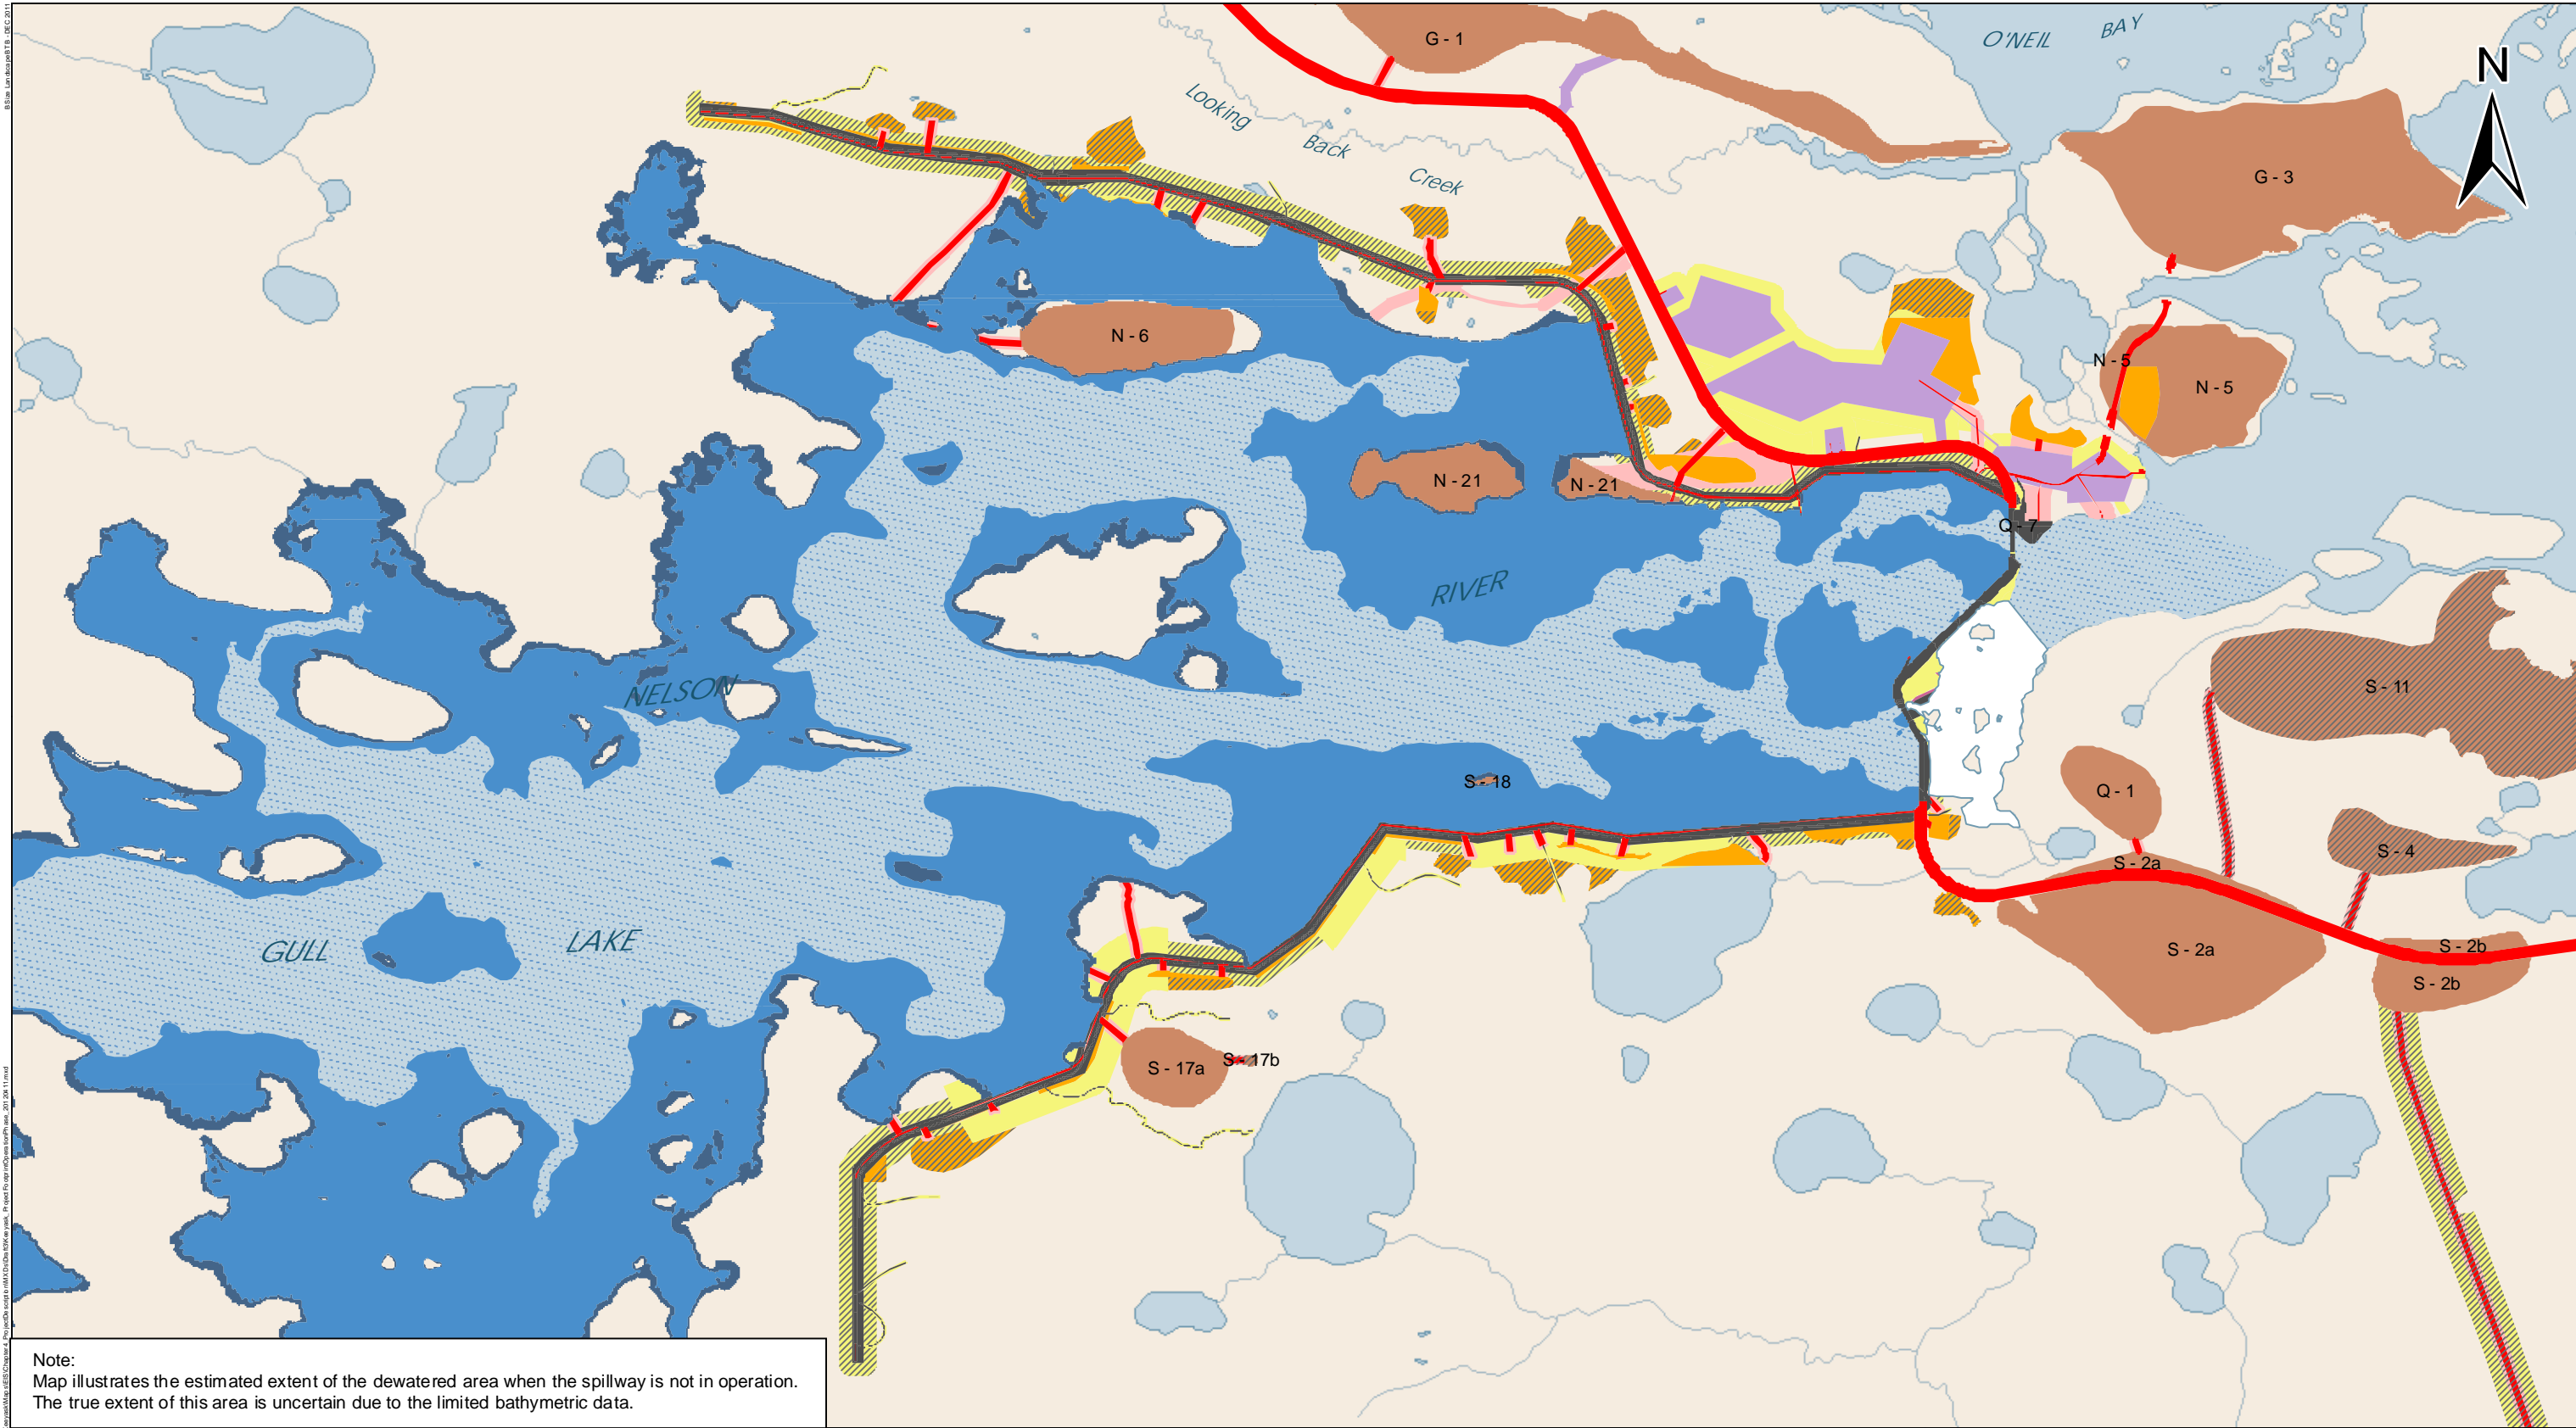 O'NEIL BAY
G - 1
N
Looking Back Creek
G - 3
N - 6
N - 5
N - 5
N - 21
N - 21
Q - 7
RIVER
NELSON
S - 11
S - 18
Q - 1
S - 4
S - 2a
GULL LAKE
S - 2a
S - 2b
S - 2b
S - 17a
S - 17b
Note:
Map illustrates the estimated extent of the dewatered area when the spillway is not in operation.
The true extent of this area is uncertain due to the limited bathymetric data.